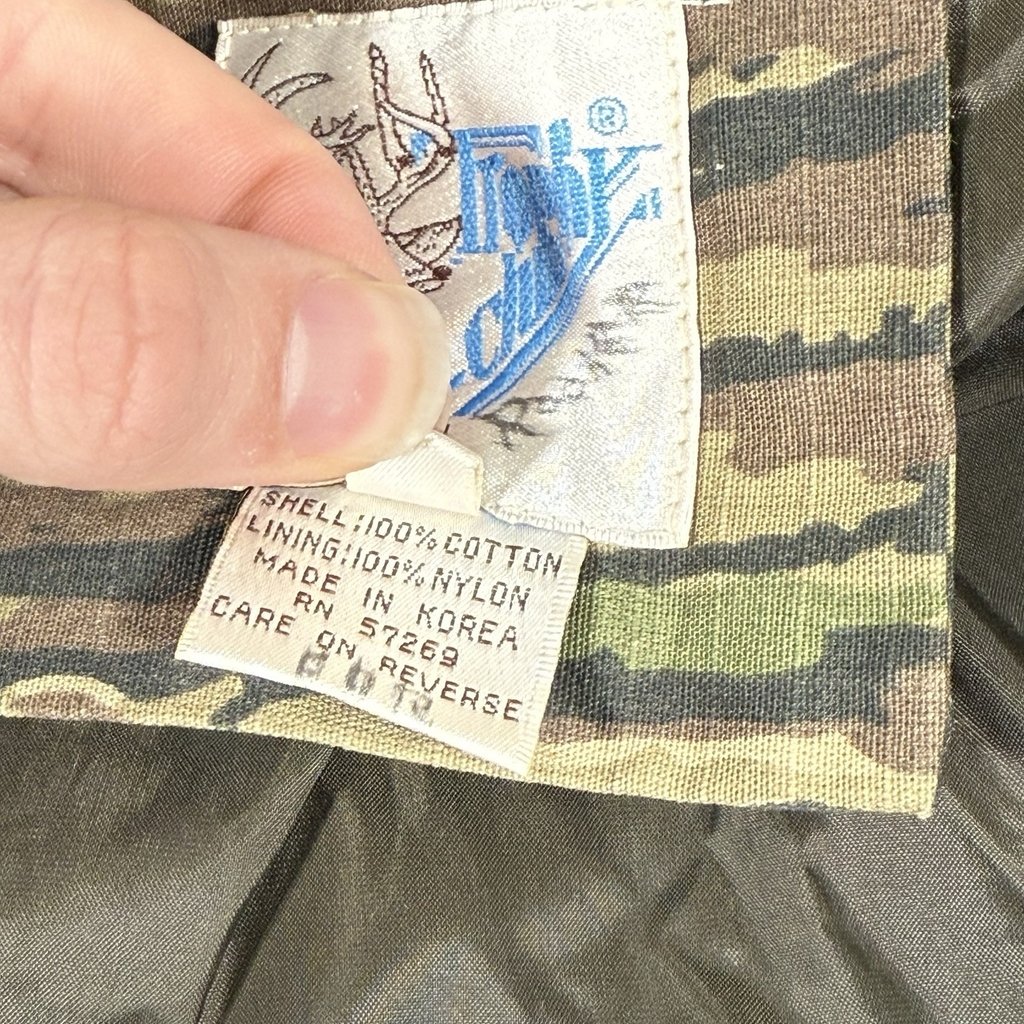 ®
SHELL:100% COTTON
LINING:100% NYLON
MADE IN KOREA
RN 57269
CARE ON REVERSE